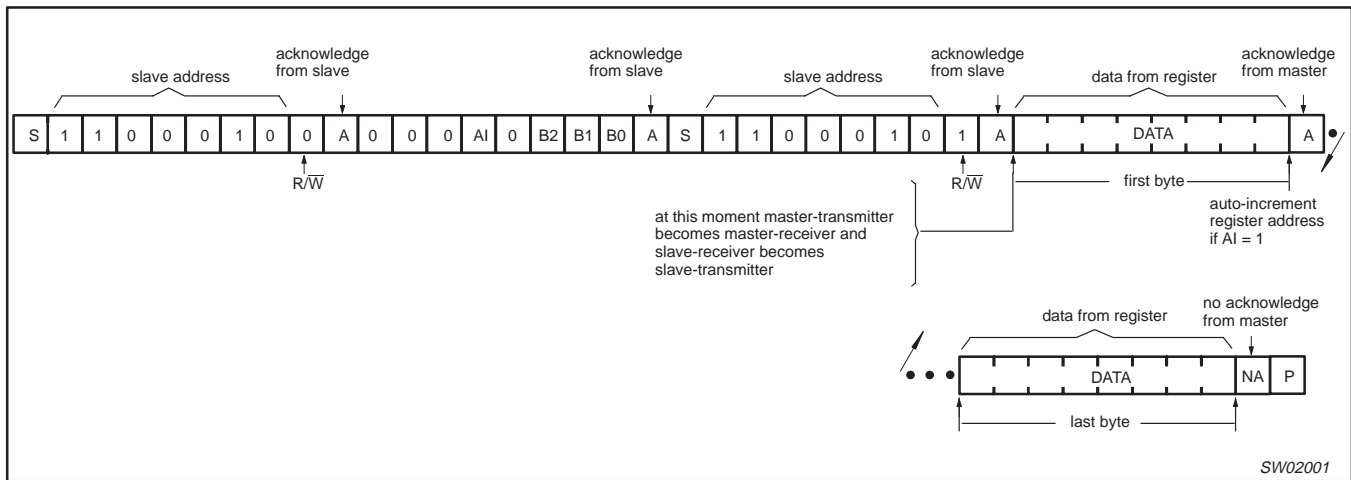 acknowledge from slave
acknowledge from slave
acknowledge from slave
acknowledge from master
slave address
slave address
data from register
S 1 1 0 0 0 1 0 0 A 0 0 0 AI 0 B2 B1 B0 A S 1 1 0 0 0 1 0 1 A DATA A
R/W̅
R/W̅
first byte
auto-increment
register address
if AI = 1
at this moment master-transmitter
becomes master-receiver and
slave-receiver becomes
slave-transmitter
data from register
no acknowledge
from master
DATA NA P
last byte
SW02001